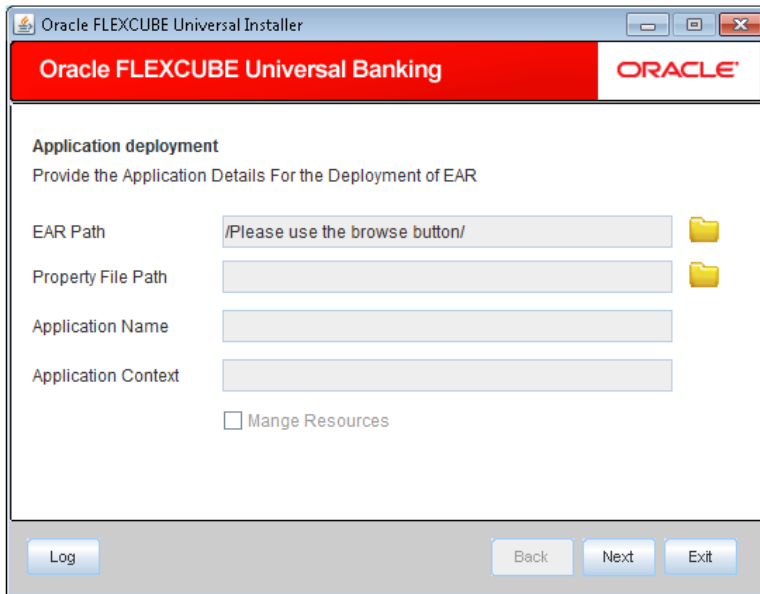 Oracle FLEXCUBE Universal Installer
Oracle FLEXCUBE Universal Banking
ORACLE
Application deployment
Provide the Application Details For the Deployment of EAR
EAR Path /Please use the browse button/
Property File Path
Application Name
Application Context
Mange Resources
Log Back Next Exit